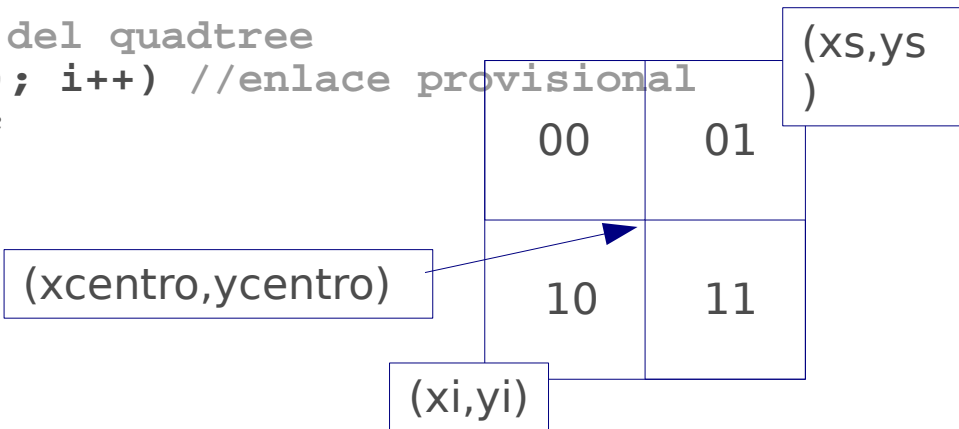 del quadtree
; i++) //enlace provisional
(xs,ys
)
00 01
(xcentro,ycentro)
10 11
(xi,yi)